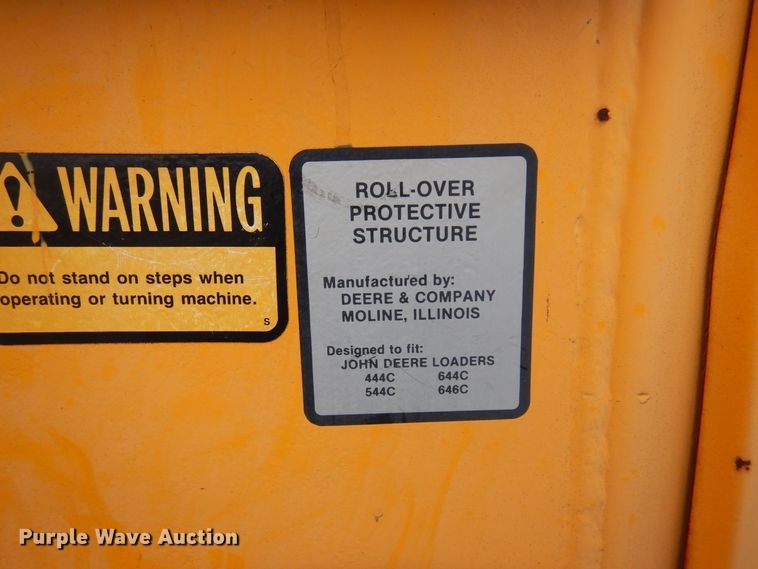 WARNING
Do not stand on steps when
operating or turning machine.
S
ROLL-OVER
PROTECTIVE
STRUCTURE
Manufactured by:
DEERE & COMPANY
MOLINE, ILLINOIS
Designed to fit:
JOHN DEERE LOADERS
444C 644C
544C 646C
Purple Wave Auction